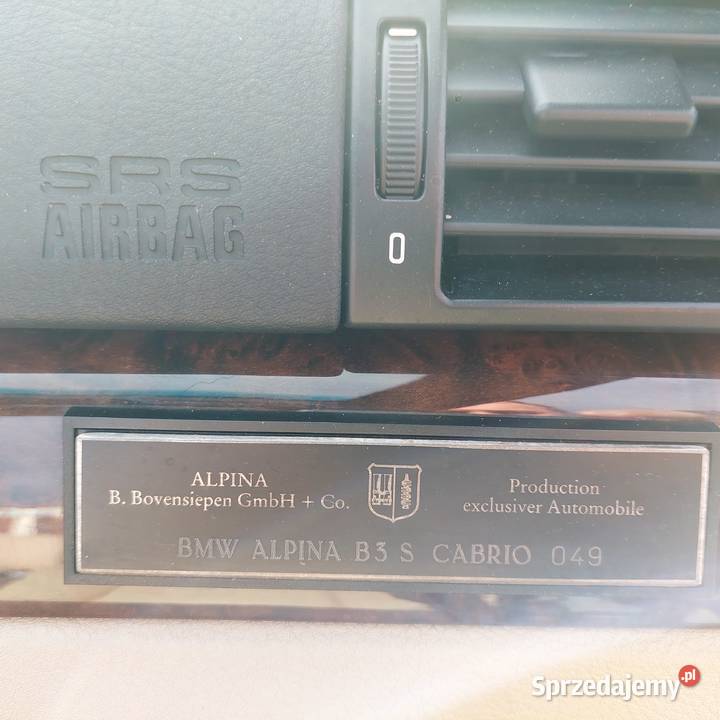 SRS
AIRBAG
0
ALPINA
B. Bovensiepen GmbH + Co.
Production
exclusiver Automobile
BMW ALPINA B3 S CABRIO 049
Sprzedajemy.pl